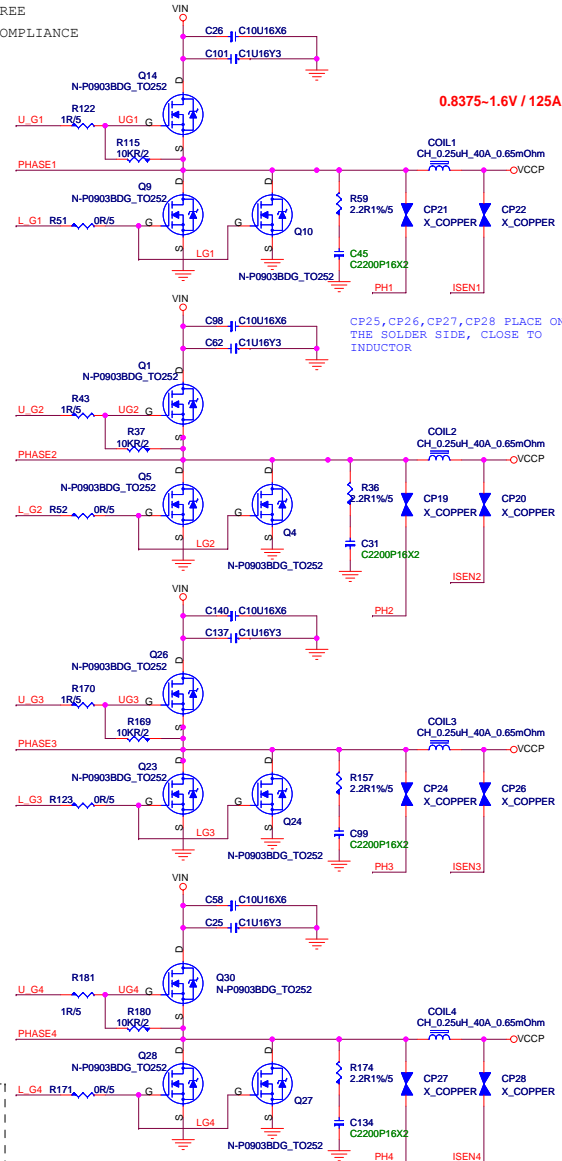 REE
OMPLIANCE
VIN
C26 C10U16X6
C101 C1U16Y3
Q14
N-P0903BDG_TO252
D
0.8375~1.6V / 125A
U_G1 R122 UG1 G
1R/5
S
R115
10KR/2
PHASE1
COIL1
CH_0.25uH_40A_0.65mOhm
VCCP
Q9
N-P0903BDG_TO252
D D
R59
2.2R1%/5
CP21
X_COPPER
CP22
X_COPPER
L_G1 R51 0R/5 G G
Q10
S S
LG1
C45
C2200P16X2
N-P0903BDG_TO252
PH1 ISEN1
VIN
C98 C10U16X6
C62 C1U16Y3
CP25,CP26,CP27,CP28 PLACE ON
THE SOLDER SIDE, CLOSE TO
INDUCTOR
Q1
N-P0903BDG_TO252
D
R43
U_G2 1R/5 UG2 G
S
R37
10KR/2
PHASE2
COIL2
CH_0.25uH_40A_0.65mOhm
VCCP
Q5
N-P0903BDG_TO252
D D
R36
2.2R1%/5
CP19
X_COPPER
CP20
X_COPPER
L_G2 R52 0R/5 G G
Q4
S S
LG2
C31
C2200P16X2
N-P0903BDG_TO252
ISEN2
PH2
VIN
C140 C10U16X6
C137 C1U16Y3
Q26
N-P0903BDG_TO252
D
R170
U_G3 1R/5 UG3 G
S
R169
10KR/2
PHASE3
COIL3
CH_0.25uH_40A_0.65mOhm
VCCP
Q23
N-P0903BDG_TO252
D D
R157
2.2R1%/5
CP24
X_COPPER
CP26
X_COPPER
L_G3 R123 0R/5 G G
Q24
S S
LG3
C99
C2200P16X2
N-P0903BDG_TO252
PH3 ISEN3
VIN
C58 C10U16X6
C25 C1U16Y3
D
R181
Q30
N-P0903BDG_TO252
U_G4 UG4 G
1R/5
S
R180
10KR/2
PHASE4
COIL4
CH_0.25uH_40A_0.65mOhm
VCCP
Q28
N-P0903BDG_TO252
D D
R174
2.2R1%/5
CP27
X_COPPER
CP28
X_COPPER
L_G4 R171 0R/5 G G
Q27
S S
LG4
C134
C2200P16X2
N-P0903BDG_TO252
PH4 ISEN4